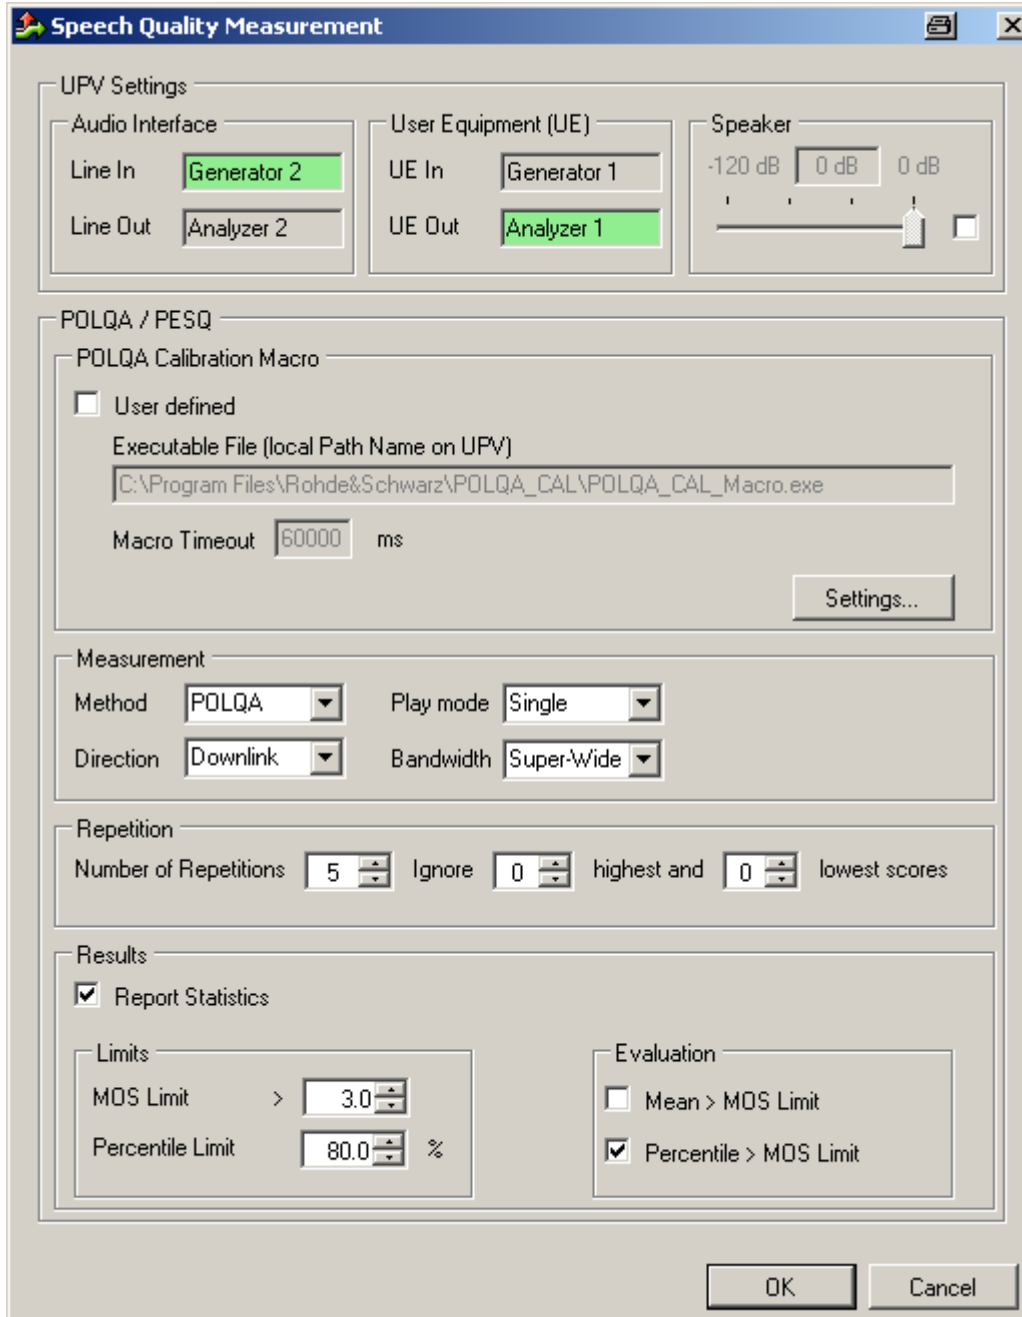 Speech Quality Measurement
UPV Settings
Audio Interface
Line In Generator 2
Line Out Analyzer 2
User Equipment (UE)
UE In Generator 1
UE Out Analyzer 1
Speaker
-120 dB 0 dB 0 dB
POLQA / PESQ
POLQA Calibration Macro
User defined
Executable File (local Path Name on UPV)
C:\Program Files\Rohde&Schwarz\POLQA_CAL\POLQA_CAL_Macro.exe
Macro Timeout 60000 ms
Settings...
Measurement
Method POLQA Play mode Single
Direction Downlink Bandwidth Super-Wide
Repetition
Number of Repetitions 5 Ignore 0 highest and 0 lowest scores
Results
Report Statistics
Limits
MOS Limit > 3.0
Percentile Limit 80.0 %
Evaluation
Mean > MOS Limit
Percentile > MOS Limit
OK Cancel